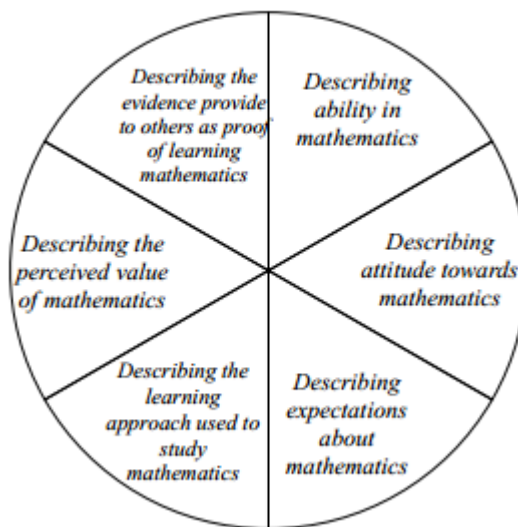 Describing the
evidence provide
to others as proof
of learning
mathematics
Describing
ability in
mathematics
Describing
attitude towards
mathematics
Describing
expectations
about
mathematics
Describing the
learning
approach used to
study
mathematics
Describing the
perceived value
of mathematics